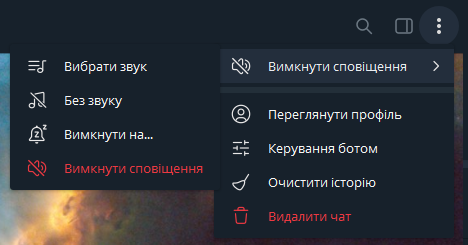 Вибрати звук
Без звуку
Вимкнути на...
Вимкнути сповіщення
Вимкнути сповіщення
Переглянути профіль
Керування ботом
Очистити історію
Видалити чат